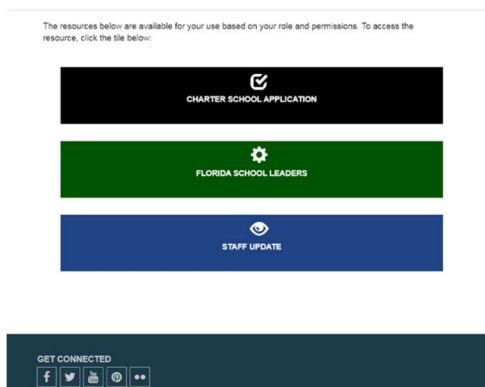 The resources below are available for your use based on your role and permissions. To access the
resource, click the tile below:
CHARTER SCHOOL APPLICATION
FLORIDA SCHOOL LEADERS
STAFF UPDATE
GET CONNECTED